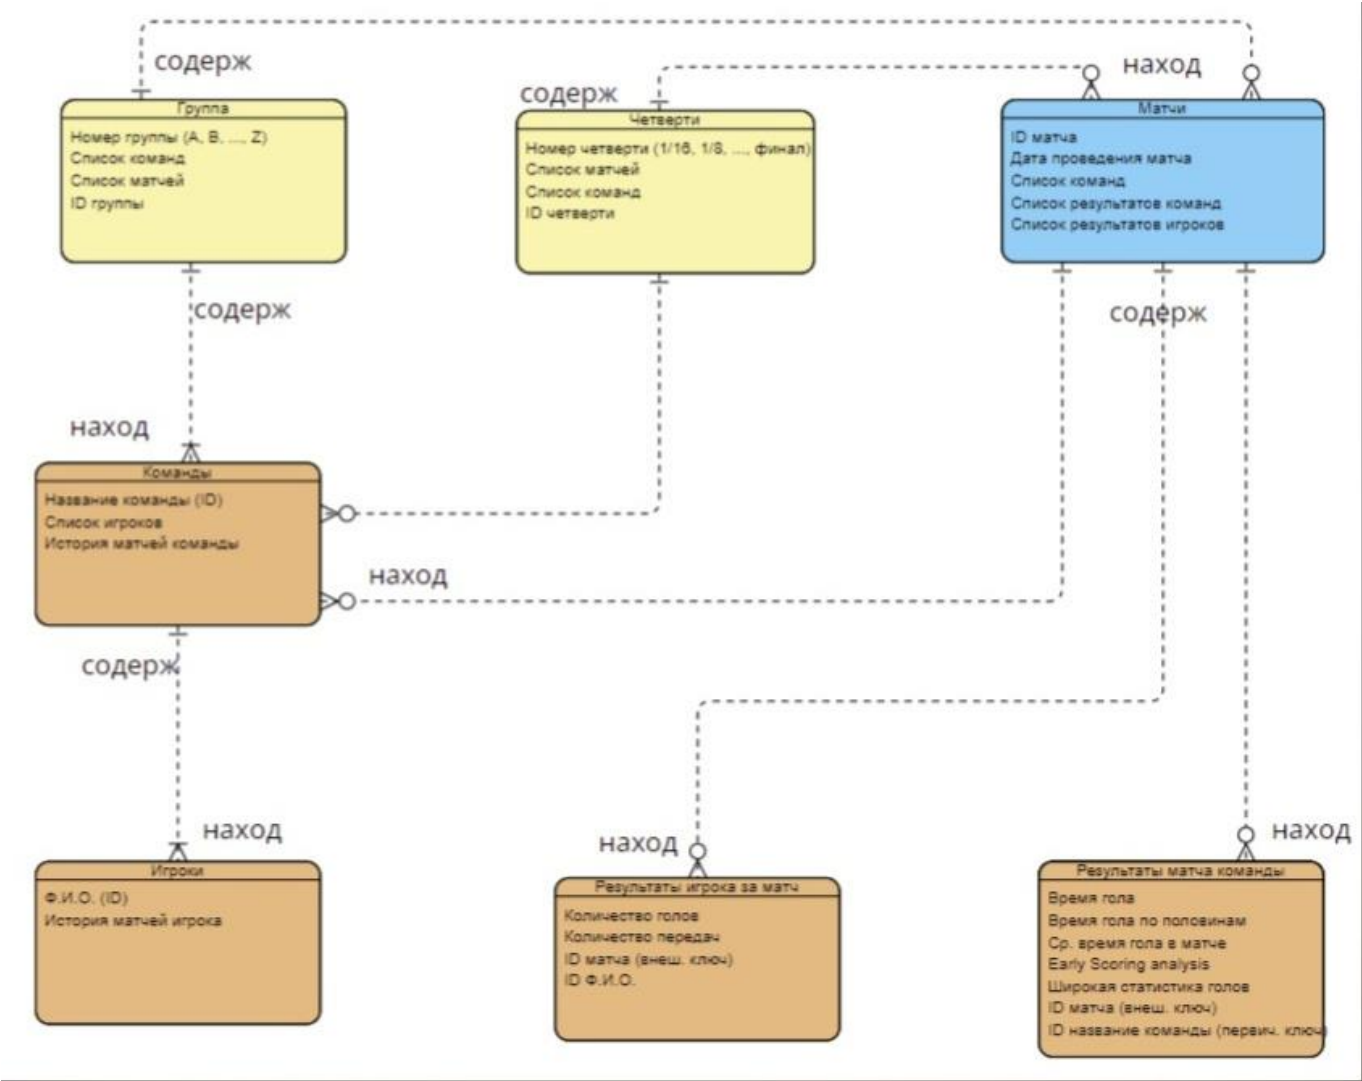 содерж
наход
содерж
Группа
Номер группы (A, B, ..., Z)
Список команд
Список матчей
ID группы
Четверти
Номер четверти (1/16, 1/8, ..., финал)
Список матчей
Список команд
ID четверти
Матчи
ID матча
Дата проведения матча
Список команд
Список результатов команд
Список результатов игроков
содерж
содерж
наход
Команды
Название команды (ID)
Список игроков
История матчей команды
наход
содерж
наход
Игроки
Ф.И.О. (ID)
История матчей игрока
наход
Результаты игрока за матч
Количество голов
Количество передач
ID матча (внеш. ключ)
ID Ф.И.О.
наход
Результаты матча команды
Время гола
Время гола по половинам
Ср. время гола в матче
Early Scoring analysis
Широкая статистика голов
ID матча (внеш. ключ)
ID название команды (первич. ключ)